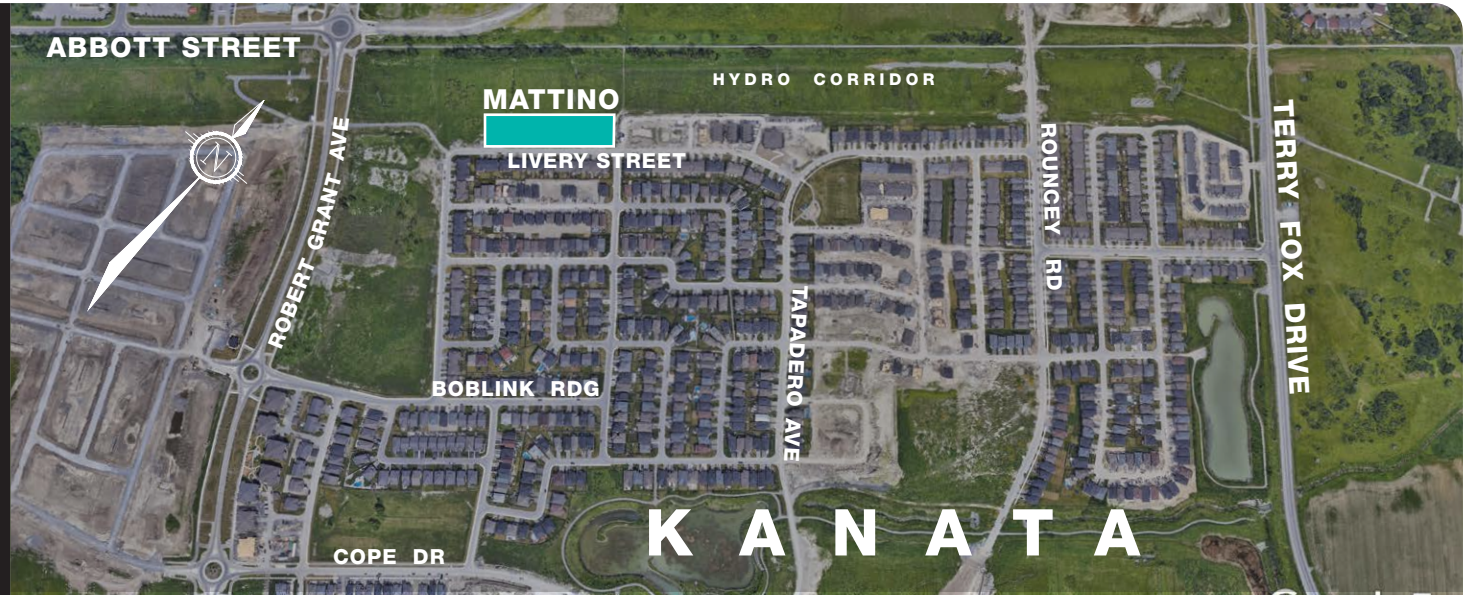 ABBOTT STREET
HYDRO CORRIDOR
MATTINO
LIVERY STREET
ROBERT GRANT AVE
N
ROUNCEY RD
TERRY FOX DRIVE
TAPADERO AVE
BOBLINK RDG
KANATA
COPE DR